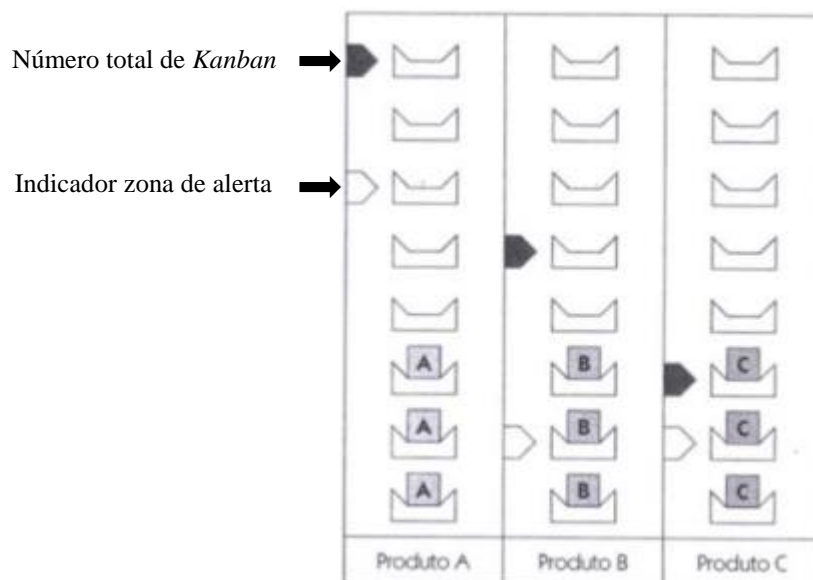 Número total de Kanban
Indicador zona de alerta
A B C
A B C
A B C
Produto A Produto B Produto C